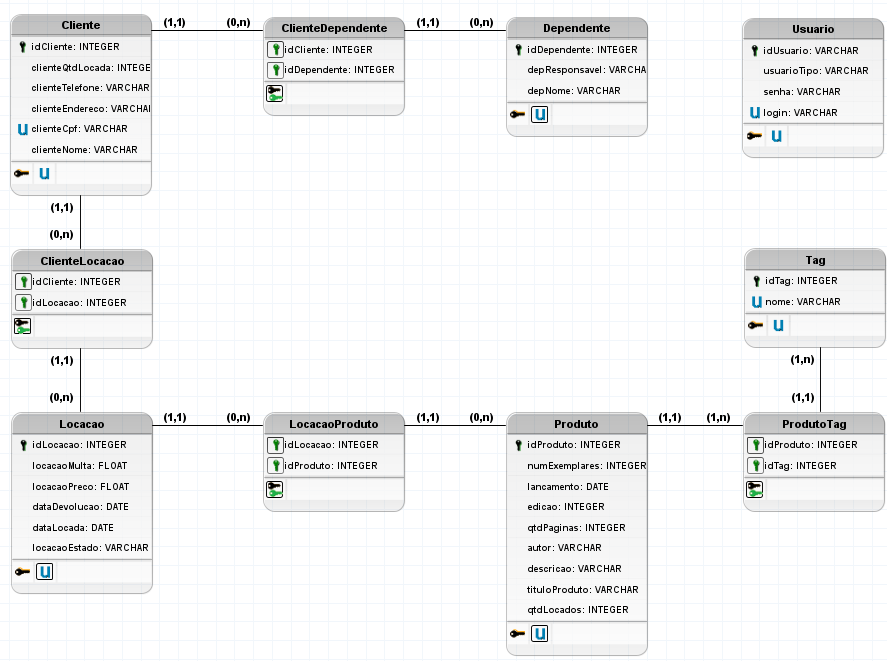 Cliente
idCliente: INTEGER
clienteQtdLocada: INTEGE
clienteTelefone: VARCHAR
clienteEndereco: VARCHAI
U clienteCpf: VARCHAR
clienteNome: VARCHAR
U
(1,1)
(0,n)
ClienteDependente
idCliente: INTEGER
idDependente: INTEGER
(1,1)
(0,n)
Dependente
idDependente: INTEGER
depResponsavel: VARCHA
depNome: VARCHAR
U
Usuario
idUsuario: VARCHAR
usuarioTipo: VARCHAR
senha: VARCHAR
U login: VARCHAR
U
(1,1)
(0,n)
ClienteLocacao
idCliente: INTEGER
idLocacao: INTEGER
Tag
idTag: INTEGER
U nome: VARCHAR
U
(1,1)
(0,n)
(1,n)
(1,1)
Locacao
idLocacao: INTEGER
locacaoMulta: FLOAT
locacaoPreco: FLOAT
dataDevolucao: DATE
dataLocada: DATE
locacaoEstado: VARCHAR
U
(1,1)
(0,n)
LocacaoProduto
idLocacao: INTEGER
idProduto: INTEGER
(1,1)
(0,n)
Produto
idProduto: INTEGER
numExemplares: INTEGER
lancamento: DATE
edicao: INTEGER
qtdPaginas: INTEGER
autor: VARCHAR
descricao: VARCHAR
tituloProduto: VARCHAR
qtdLocados: INTEGER
U
(1,1)
(1,n)
ProdutoTag
idProduto: INTEGER
idTag: INTEGER